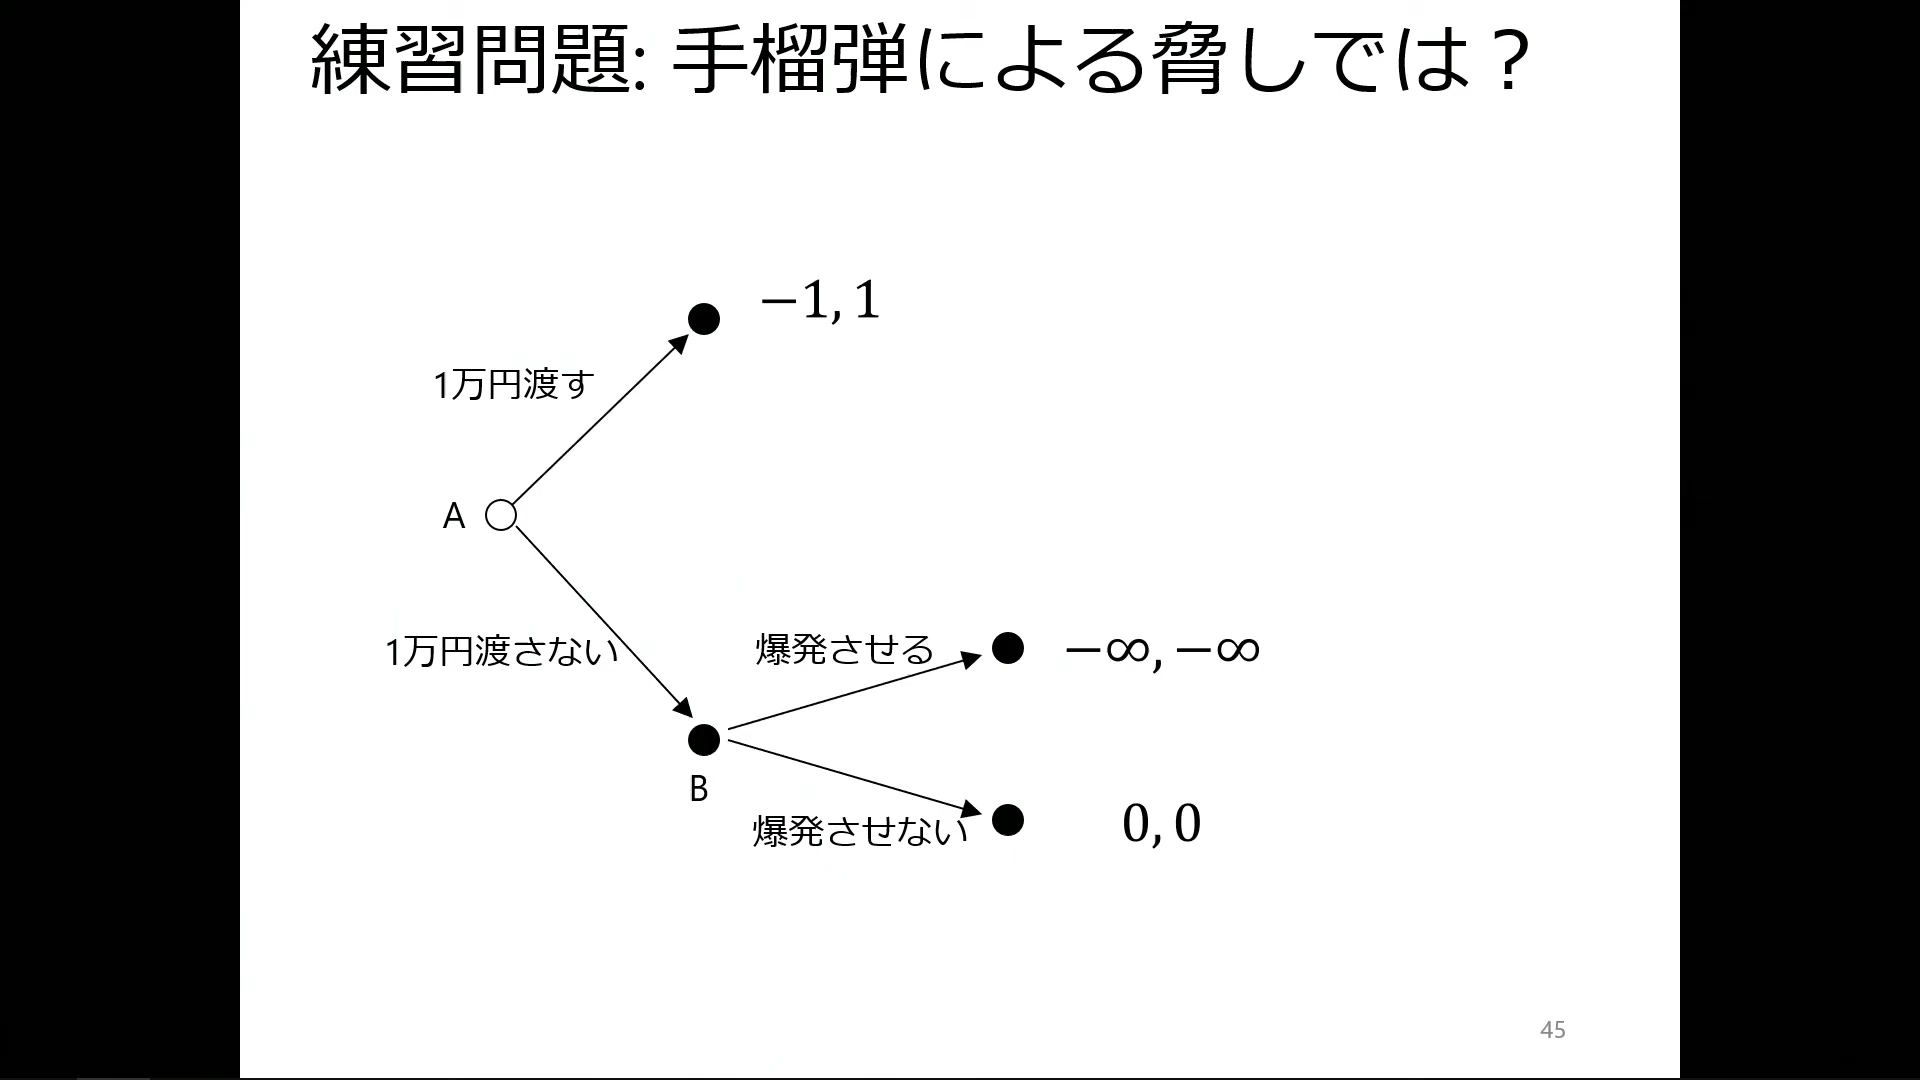 練習問題: 手榴弾による脅しでは？
−1, 1
1万円渡す
A
1万円渡さない
爆発させる
−∞, −∞
B
爆発させない
0, 0
45